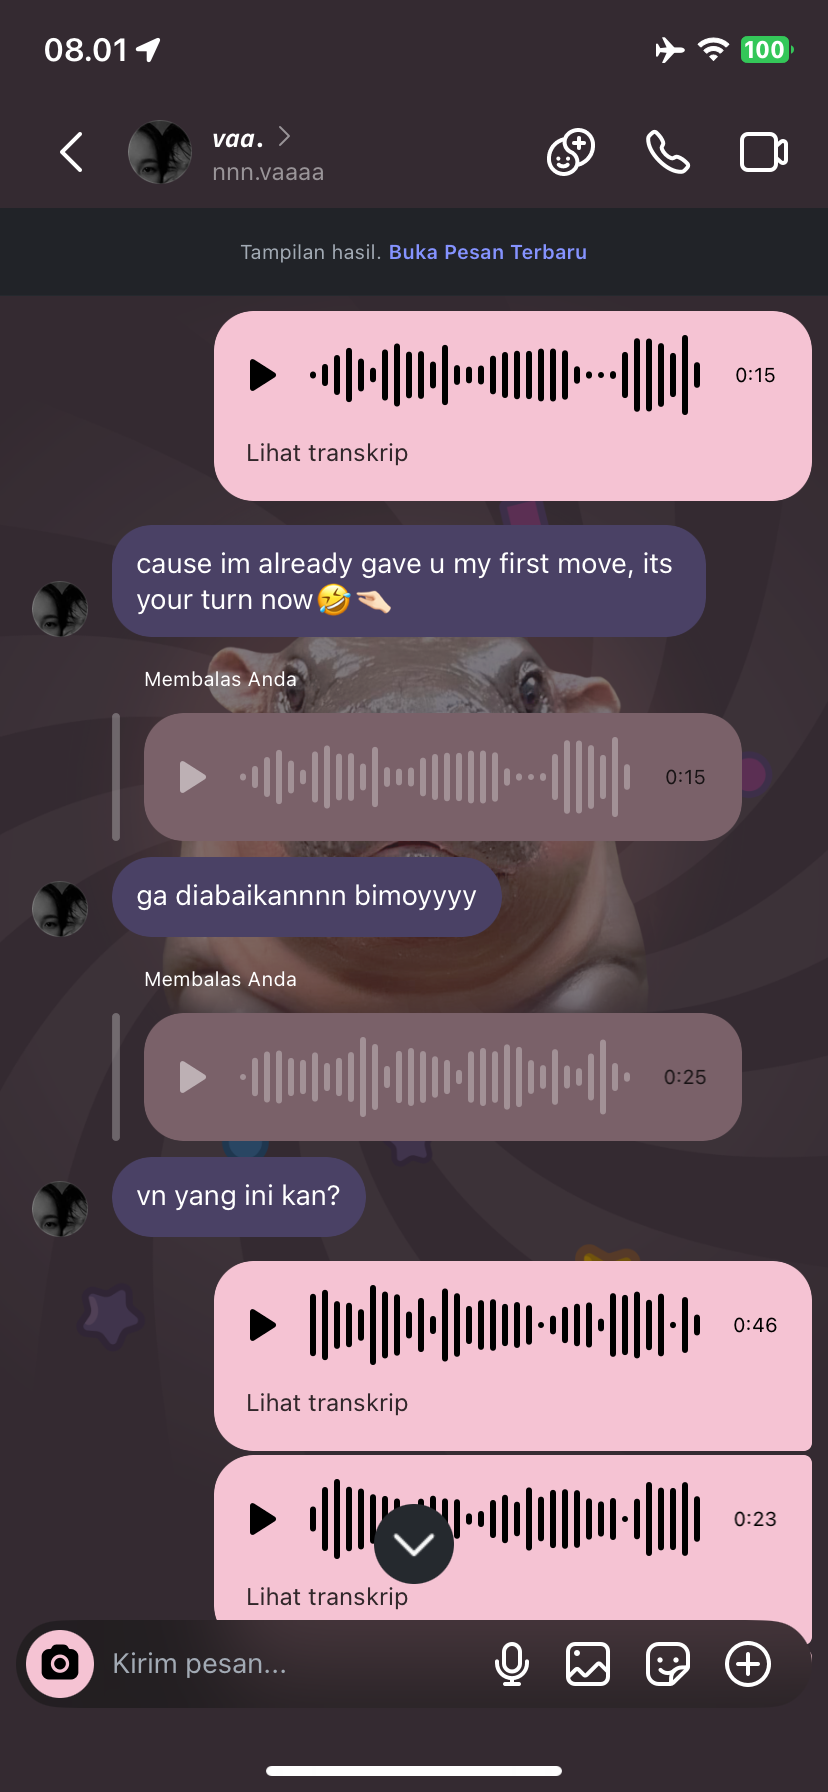 08.01
100
vaa.
nnn.vaaaa
Tampilan hasil. Buka Pesan Terbaru
0:15
Lihat transkrip
cause im already gave u my first move, its
your turn now🤣🤏🏻
Membalas Anda
0:15
ga diabaikannnn bimoyyyy
Membalas Anda
0:25
vn yang ini kan?
0:46
Lihat transkrip
0:23
Lihat transkrip
Kirim pesan...